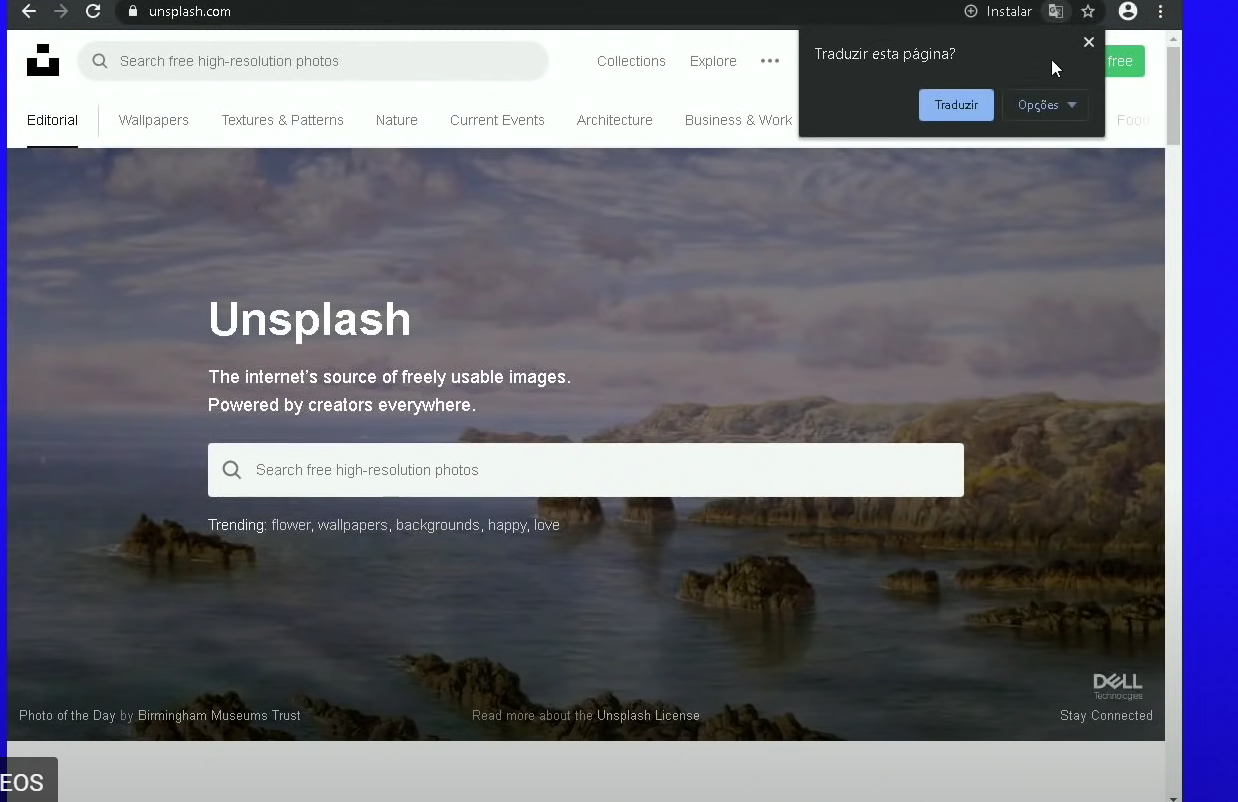 unsplash.com
Instalar
Search free high-resolution photos
Collections
Explore
Traduzir esta página?
free
Traduzir
Opções
Editorial
Wallpapers
Textures & Patterns
Nature
Current Events
Architecture
Business & Work
Unsplash
The internet's source of freely usable images.
Powered by creators everywhere.
Search free high-resolution photos
Trending: flower, wallpapers, backgrounds, happy, love
DELL
Technologies
Photo of the Day by Birmingham Museums Trust
Read more about the Unsplash License
Stay Connected
EOS